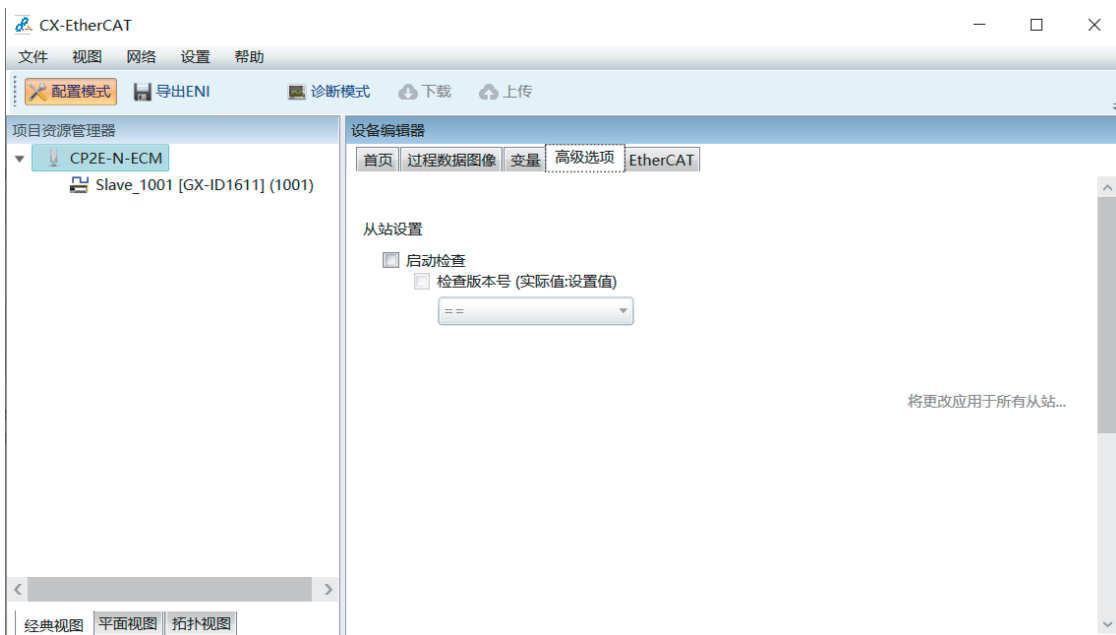 CX-EtherCAT
文件 视图 网络 设置 帮助
配置模式 导出ENI 诊断模式 下载 上传
项目资源管理器
CP2E-N-ECM
Slave_1001 [GX-ID1611] (1001)
经典视图 平面视图 拓扑视图
设备编辑器
首页 过程数据图像 变量 高级选项 EtherCAT
从站设置
启动检查
检查版本号 (实际值:设置值)
==
将更改应用于所有从站...